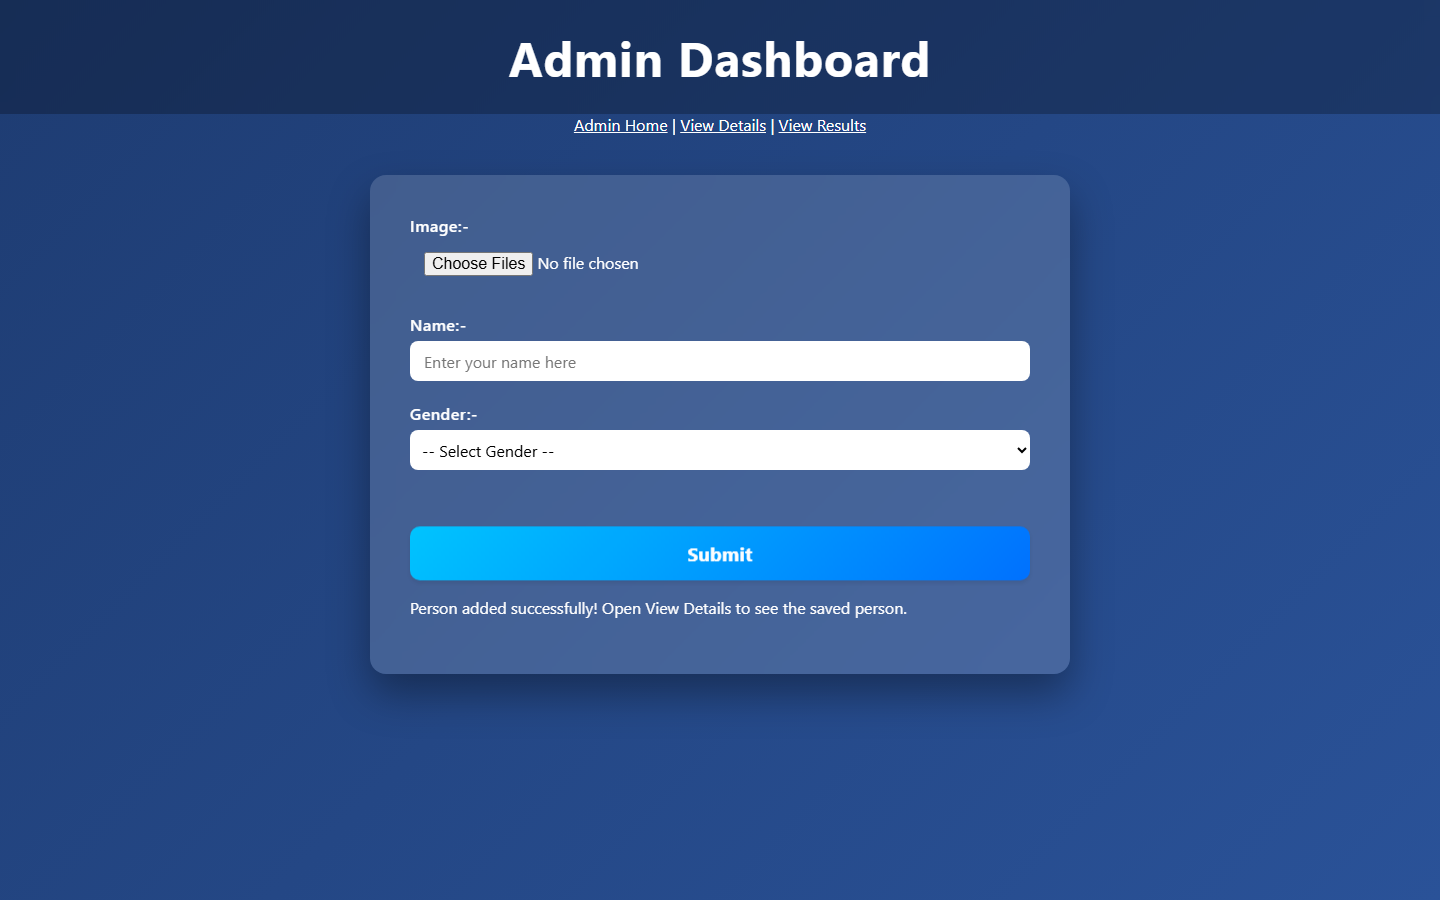 Admin Dashboard
Admin Home | View Details | View Results
Image:-
Choose Files No file chosen
Name:-
Enter your name here
Gender:-
-- Select Gender --
Submit
Person added successfully! Open View Details to see the saved person.